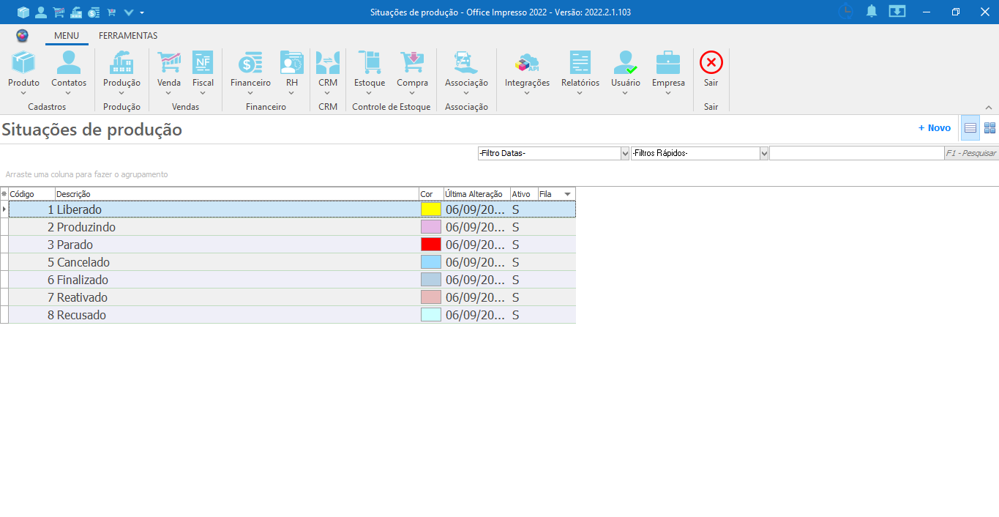 Situações de produção - Office Impresso 2022 - Versão: 2022.2.1.103
MENU FERRAMENTAS
NF API
Produto Contatos Produção Venda Fiscal Financeiro RH CRM Estoque Compra Associação Integrações Relatórios Usuário Empresa Sair
Cadastros Produção Vendas Financeiro CRM Controle de Estoque Associação Sair
Situações de produção
+ Novo
-Filtro Datas- -Filtros Rápidos- F1 - Pesquisar
Arraste uma coluna para fazer o agrupamento
Código Descrição Cor Última Alteração Ativo Fila
1 Liberado 06/09/20... S
2 Produzindo 06/09/20... S
3 Parado 06/09/20... S
5 Cancelado 06/09/20... S
6 Finalizado 06/09/20... S
7 Reativado 06/09/20... S
8 Recusado 06/09/20... S